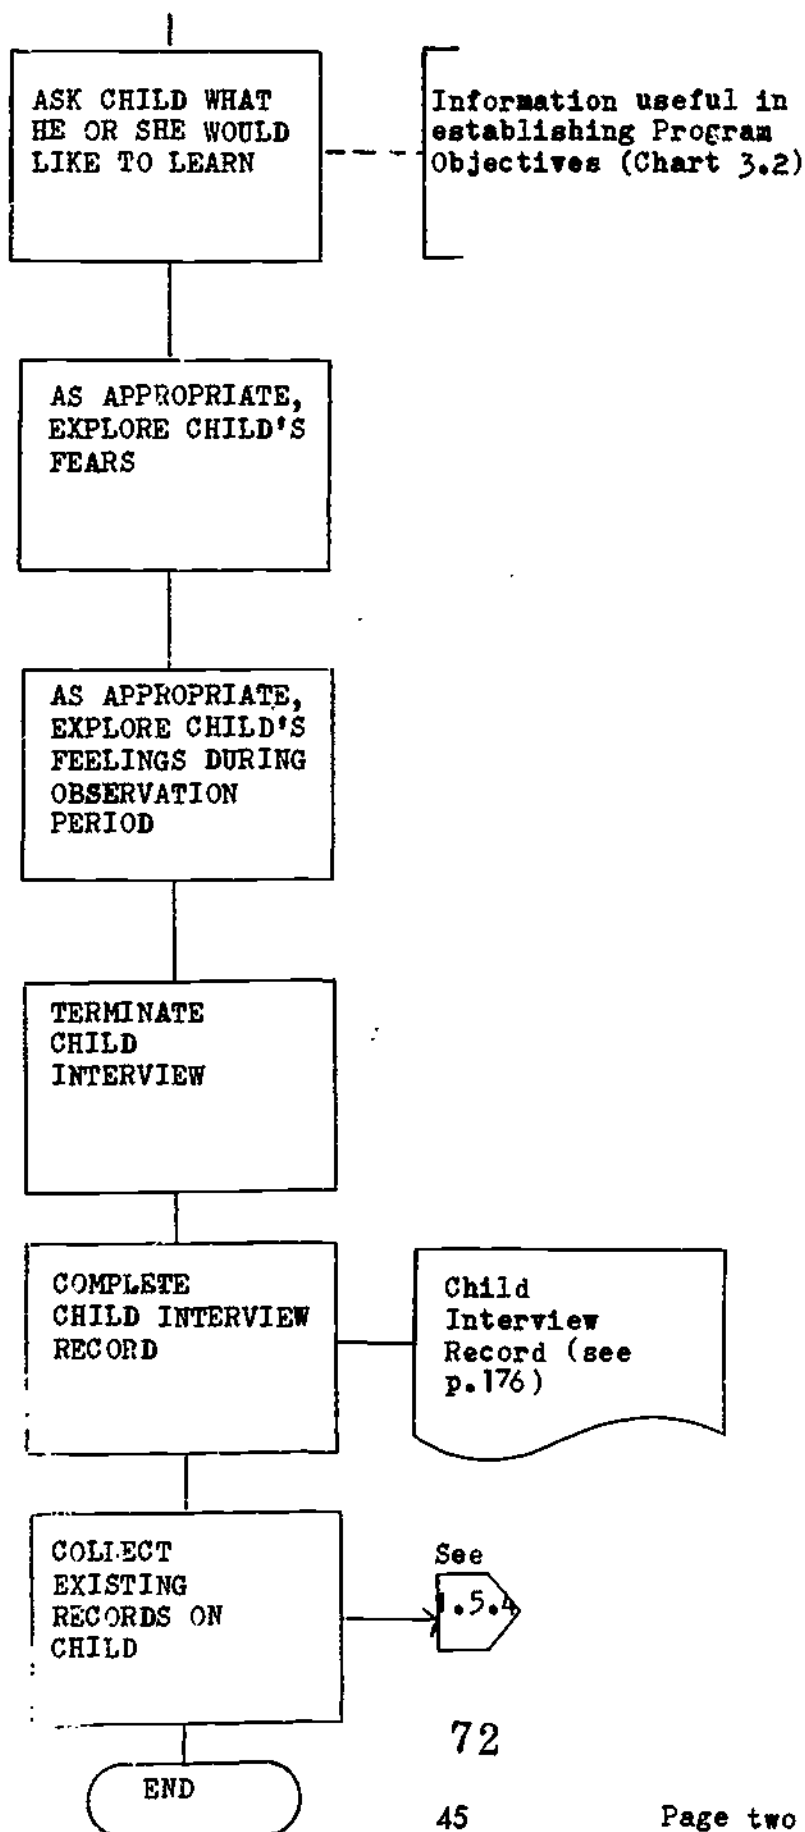 ASK CHILD WHAT
HE OR SHE WOULD
LIKE TO LEARN
Information useful in
establishing Program
Objectives (Chart 3.2)
AS APPROPRIATE,
EXPLORE CHILD'S
FEARS
AS APPROPRIATE,
EXPLORE CHILD'S
FEELINGS DURING
OBSERVATION
PERIOD
TERMINATE
CHILD
INTERVIEW
COMPLETE
CHILD INTERVIEW
RECORD
Child
Interview
Record (see
p.176)
COLLECT
EXISTING
RECORDS ON
CHILD
See
1.5.4
END
72
45
Page two